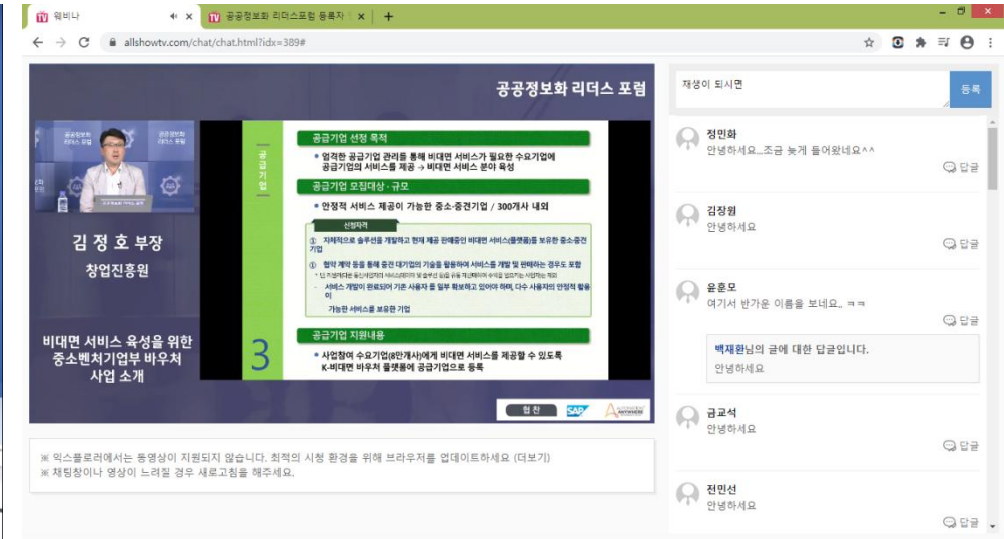 웨비나
공공정보화 리더스포럼 등록자
allshowtv.com/chat/chat.html?idx=389#
공공정보화 리더스 포럼
공공정보화
리더스 포럼
김 정 호 부장
창업진흥원
비대면 서비스 육성을 위한
중소벤처기업부 바우처
사업 소개
공급기업
3
공급기업 선정 목적
엄격한 공급기업 관리를 통해 비대면 서비스가 필요한 수요기업에
공급기업의 서비스를 제공 → 비대면 서비스 분야 육성
공급기업 모집대상 · 규모
안정적 서비스 제공이 가능한 중소·중견기업 / 300개사 내외
신청자격
① 자체적으로 솔루션을 개발하고 현재 제공 판매중인 비대면 서비스(플랫폼)를 보유한 중소·중견
기업
① 협약 계약 등을 통해 중견 대기업의 기술을 활용하여 서비스를 개발 및 판매하는 경우도 포함
- 서비스 개발이 완료되어 기존 사용자 를 일부 확보하고 있어야 하며, 다수 사용자의 안정적 활용
이
가능한 서비스를 보유한 기업
공급기업 지원내용
사업참여 수요기업(8만개사)에게 비대면 서비스를 제공할 수 있도록
K-비대면 바우처 플랫폼에 공급기업으로 등록
협 찬
SAP
ANYWHERE
※ 익스플로러에서는 동영상이 지원되지 않습니다. 최적의 시청 환경을 위해 브라우저를 업데이트하세요 (더보기)
※ 채팅창이나 영상이 느려질 경우 새로고침을 해주세요.
재생이 되시면
등록
정민화
안녕하세요...조금 늦게 들어왔네요^^
답글
김장원
안녕하세요
답글
윤훈모
여기서 반가운 이름을 보네요.. ㅋㅋ
답글
백재환님의 글에 대한 답글입니다.
안녕하세요
금교석
안녕하세요
답글
전민선
안녕하세요
답글